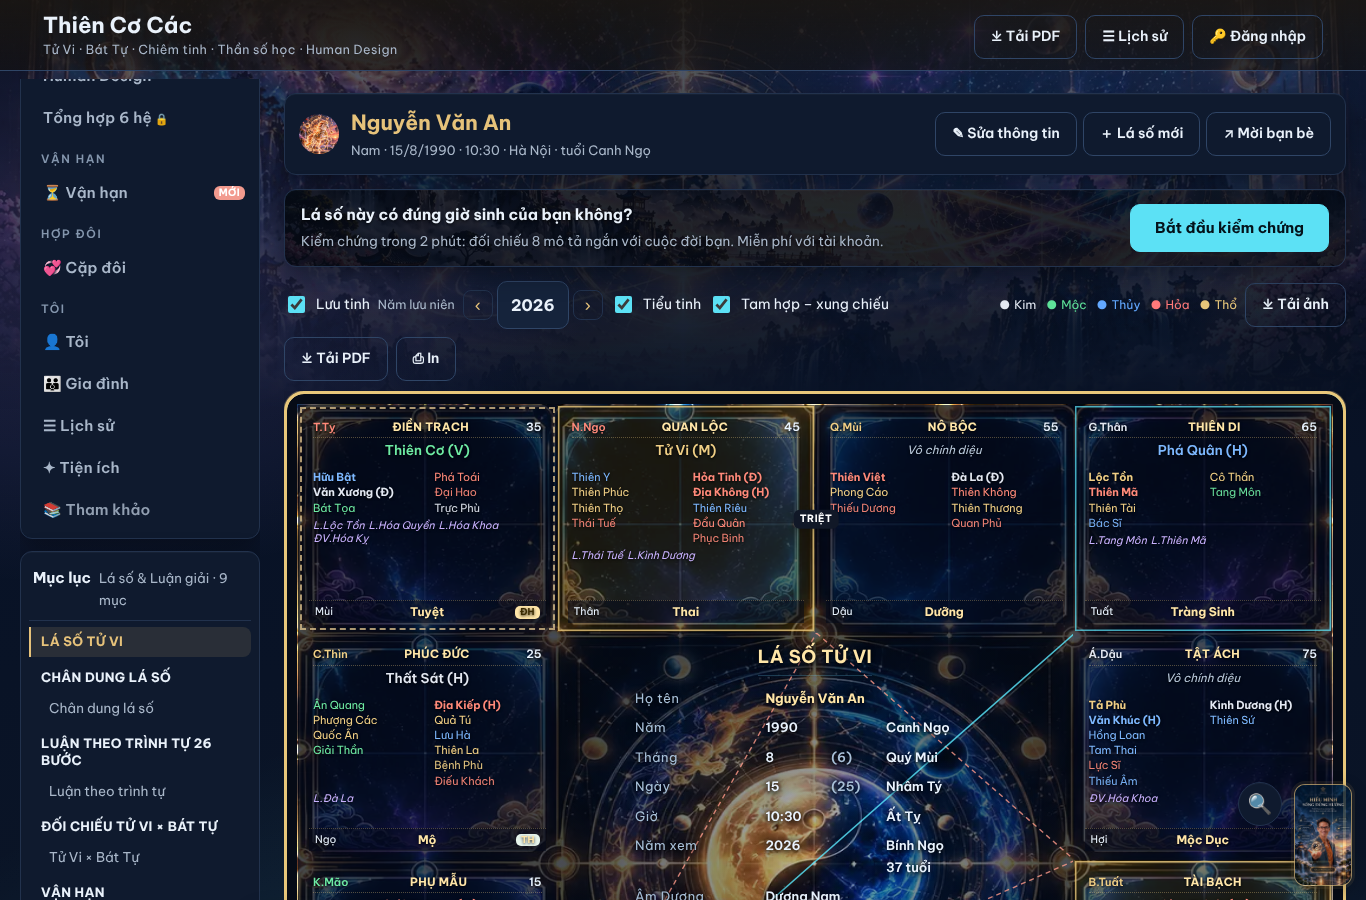 Thiên Cơ Các
Tử Vi · Bát Tự · Chiêm tinh · Thần số học · Human Design
Tải PDF
Lịch sử
Đăng nhập
Human Design
Tổng hợp 6 hệ
VẬN HẠN
Vận hạn
MỚI
HỢP ĐÔI
Cặp đôi
TÔI
Tôi
Gia đình
Lịch sử
Tiện ích
Tham khảo
Mục lục
Lá số & Luận giải · 9 mục
LÁ SỐ TỬ VI
CHÂN DUNG LÁ SỐ
Chân dung lá số
LUẬN THEO TRÌNH TỰ 26
BƯỚC
Luận theo trình tự
ĐỐI CHIẾU TỬ VI × BÁT TỰ
Tử Vi × Bát Tự
VẬN HẠN
Nguyễn Văn An
Nam · 15/8/1990 · 10:30 · Hà Nội · tuổi Canh Ngọ
Sửa thông tin
+ Lá số mới
Mời bạn bè
Lá số này có đúng giờ sinh của bạn không?
Kiểm chứng trong 2 phút: đối chiếu 8 mô tả ngắn với cuộc đời bạn. Miễn phí với tài khoản.
Bắt đầu kiểm chứng
Lưu tinh
Năm lưu niên
‹
2026
›
Tiểu tinh
Tam hợp – xung chiếu
Kim
Mộc
Thủy
Hỏa
Thổ
Tải ảnh
Tải PDF
In
T.Tỵ ĐIỀN TRẠCH 35
Thiên Cơ (V)
Hữu Bật Phá Toái
Văn Xương (Đ) Đại Hao
Bát Tọa Trực Phù
L.Lộc Tồn L.Hóa Quyền L.Hóa Khoa
ĐV.Hóa Kỵ
Mùi Tuyệt ĐH
N.Ngọ QUAN LỘC 45
Tử Vi (M)
Thiên Y Hỏa Tinh (Đ)
Thiên Phúc Địa Không (H)
Thiên Thọ Thiên Riêu
Thái Tuế Đẩu Quân
Phục Binh
L.Thái Tuế L.Kình Dương
Thân Thai
TRIỆT
Q.Mùi NÔ BỘC 55
Vô chính diệu
Thiên Việt Đà La (Đ)
Phong Cáo Thiên Không
Thiếu Dương Thiên Thương
Quan Phủ
Dậu Dưỡng
G.Thân THIÊN DI 65
Phá Quân (H)
Lộc Tồn Cô Thần
Thiên Mã Tang Môn
Thiên Tài
Bác Sĩ
L.Tang Môn L.Thiên Mã
Tuất Tràng Sinh
C.Thìn PHÚC ĐỨC 25
Thất Sát (H)
Ân Quang Địa Kiếp (H)
Phượng Các Quả Tú
Quốc Ấn Lưu Hà
Giải Thần Thiên La
Bệnh Phù
Điếu Khách
L.Đà La
Ngọ Mộ
LÁ SỐ TỬ VI
Họ tên Nguyễn Văn An
Năm 1990 Canh Ngọ
Tháng 8 (6) Quý Mùi
Ngày 15 (25) Nhâm Tý
Giờ 10:30 Ất Tỵ
Năm xem 2026 Bính Ngọ
37 tuổi
Âm Dương Dương Nam
Á.Dậu TẬT ÁCH 75
Vô chính diệu
Tả Phù Kình Dương (H)
Văn Khúc (H) Thiên Sứ
Hồng Loan
Tam Thai
Lực Sĩ
Thiếu Âm
ĐV.Hóa Khoa
Hợi Mộc Dục
K.Mão PHỤ MẪU 15
B.Tuất TÀI BẠCH